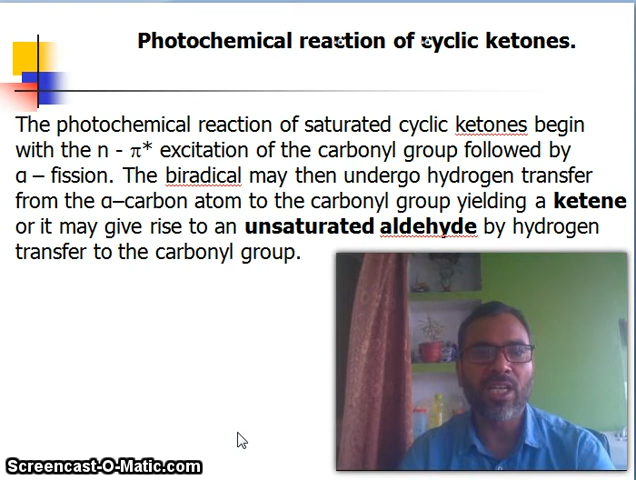 Photochemical reaction of cyclic ketones.
The photochemical reaction of saturated cyclic ketones begin
with the n - π* excitation of the carbonyl group followed by
α – fission. The biradical may then undergo hydrogen transfer
from the α–carbon atom to the carbonyl group yielding a ketene
or it may give rise to an unsaturated aldehyde by hydrogen
transfer to the carbonyl group.
Screencast-O-Matic.com